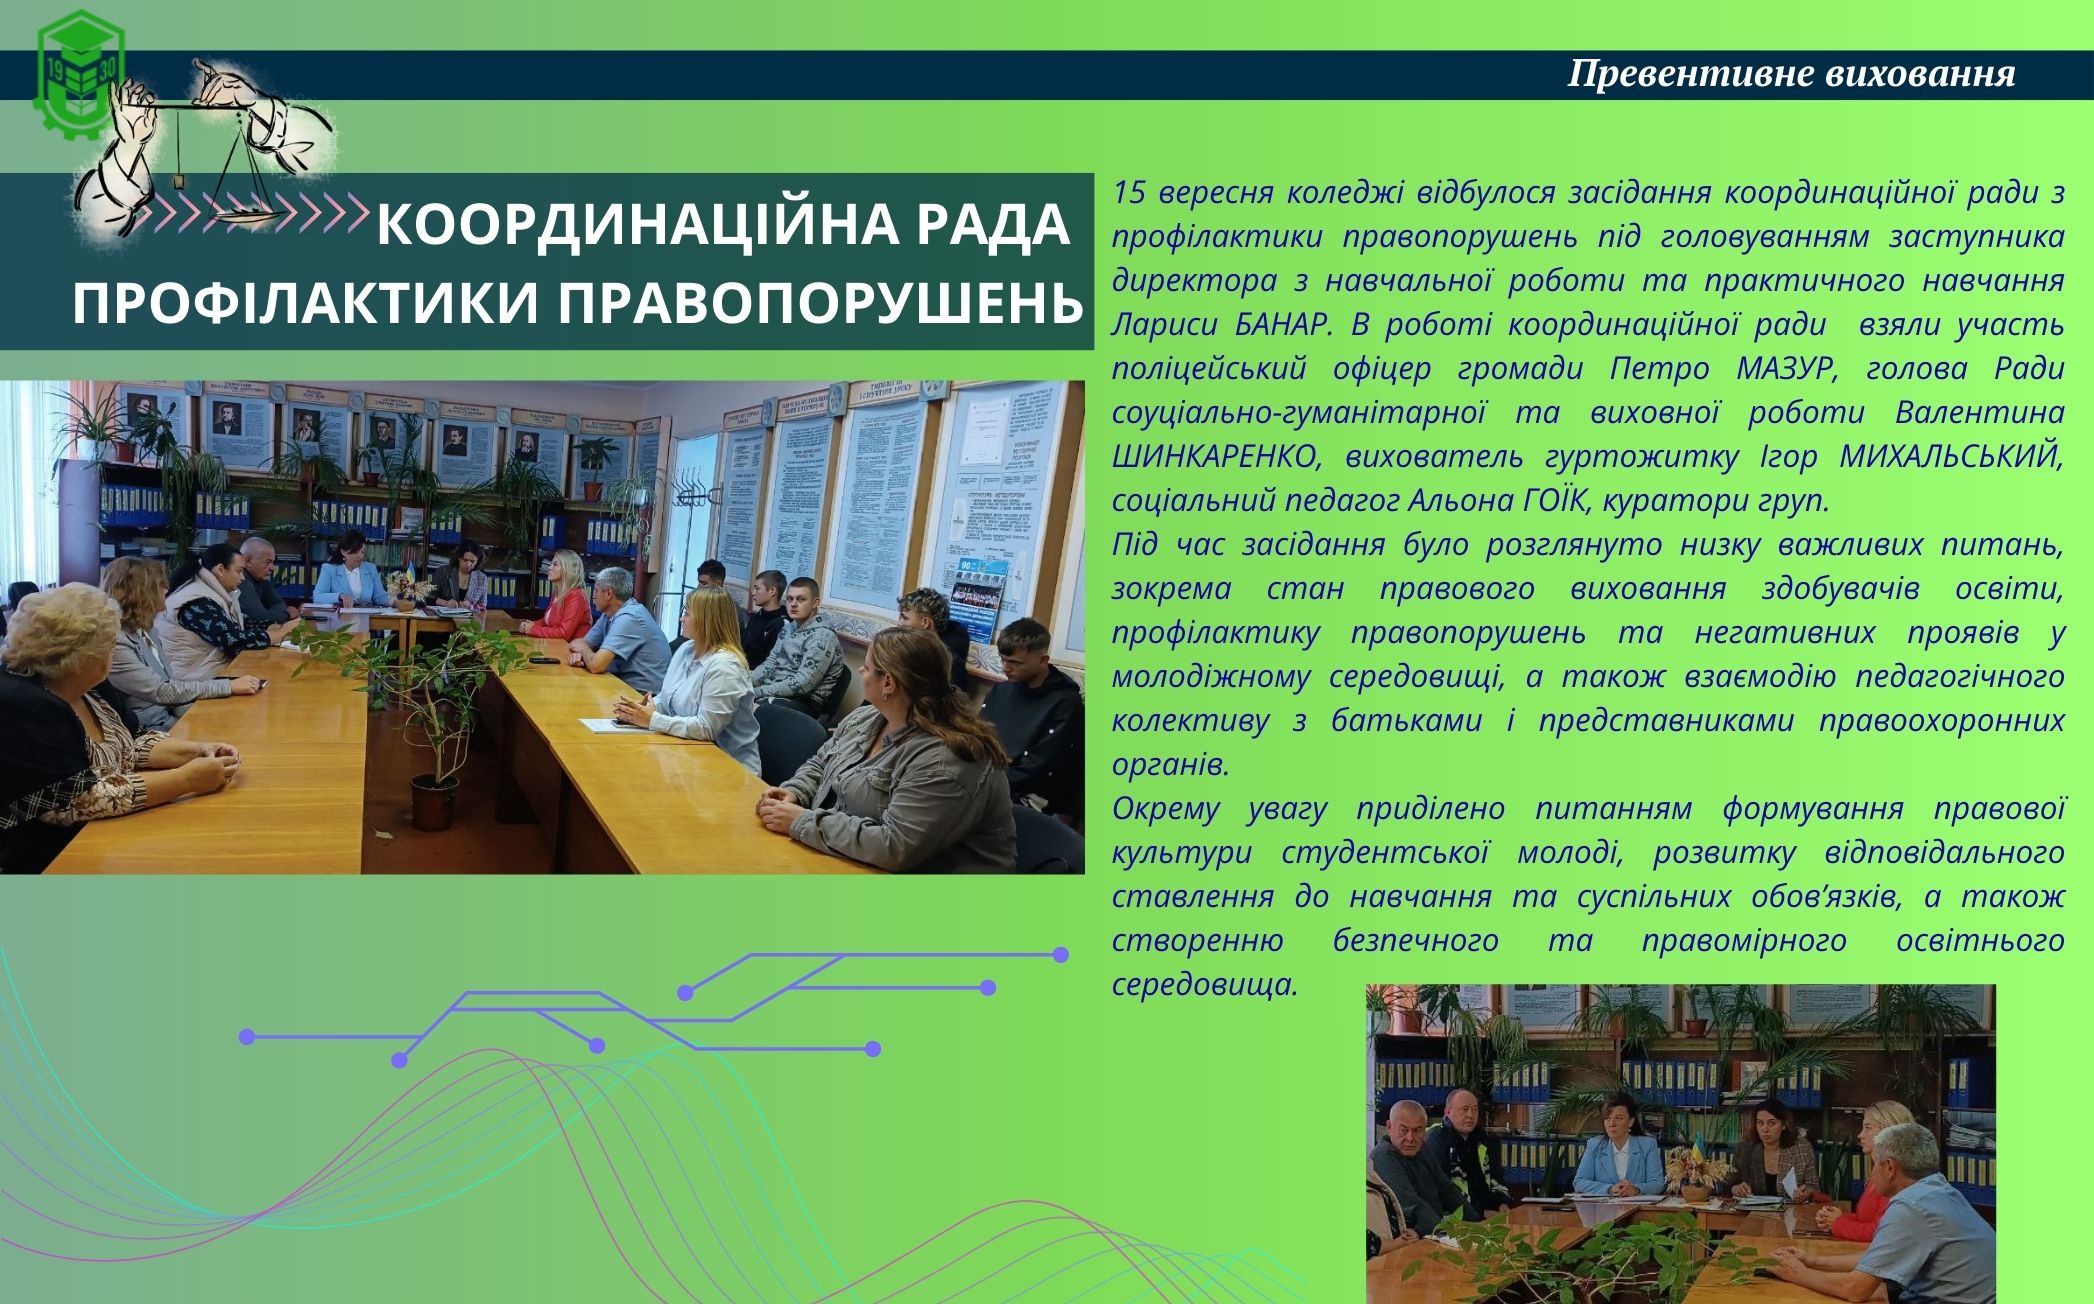 19 30
Превентивне виховання
КООРДИНАЦІЙНА РАДА
ПРОФІЛАКТИКИ ПРАВОПОРУШЕНЬ
15 вересня коледжі відбулося засідання координаційної ради з
профілактики правопорушень під головуванням заступника
директора з навчальної роботи та практичного навчання
Лариси БАНАР. В роботі координаційної ради взяли участь
поліцейський офіцер громади Петро МАЗУР, голова Ради
соуціально-гуманітарної та виховної роботи Валентина
ШИНКАРЕНКО, вихователь гуртожитку Ігор МИХАЛЬСЬКИЙ,
соціальний педагог Альона ГОЇК, куратори груп.
Під час засідання було розглянуто низку важливих питань,
зокрема стан правового виховання здобувачів освіти,
профілактику правопорушень та негативних проявів у
молодіжному середовищі, а також взаємодію педагогічного
колективу з батьками і представниками правоохоронних
органів.
Окрему увагу приділено питанням формування правової
культури студентської молоді, розвитку відповідального
ставлення до навчання та суспільних обов’язків, а також
створенню безпечного та правомірного освітнього
середовища.